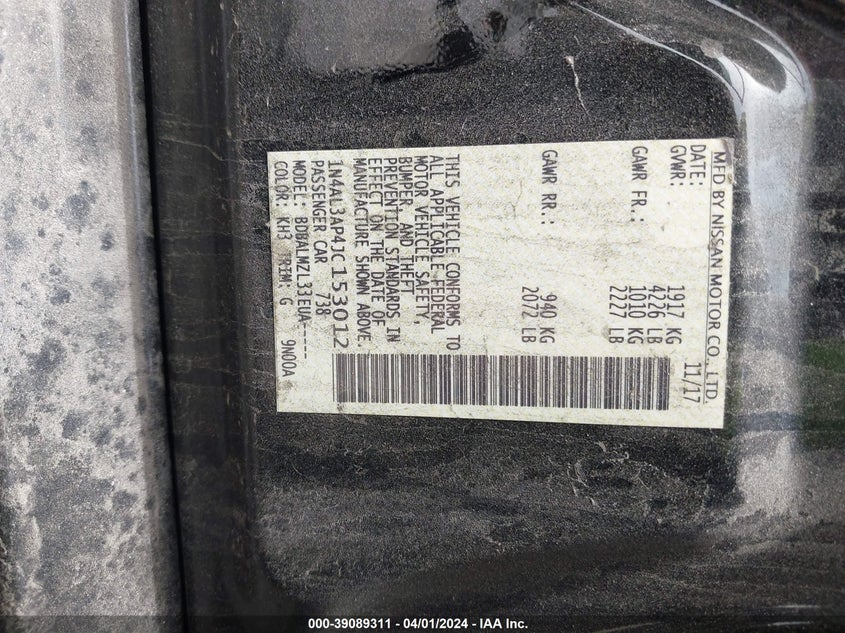 MFD BY NISSAN MOTOR CO., LTD.
DATE: 11/17
GVWR: 1917 KG
4226 LB
GAWR FR.: 1010 KG
2227 LB
GAWR RR.: 940 KG
2072 LB
THIS VEHICLE CONFORMS TO
ALL APPLICABLE FEDERAL
MOTOR VEHICLE SAFETY,
BUMPER AND THEFT
PREVENTION STANDARDS IN
EFFECT ON THE DATE OF
MANUFACTURE SHOWN ABOVE.
1N4AL3AP4JC153012
PASSENGER CAR 738
MODEL: BDBALMZL33EUA-----
COLOR: KH3 TRIM: G 9N00A
000-39089311 - 04/01/2024 - IAA Inc.